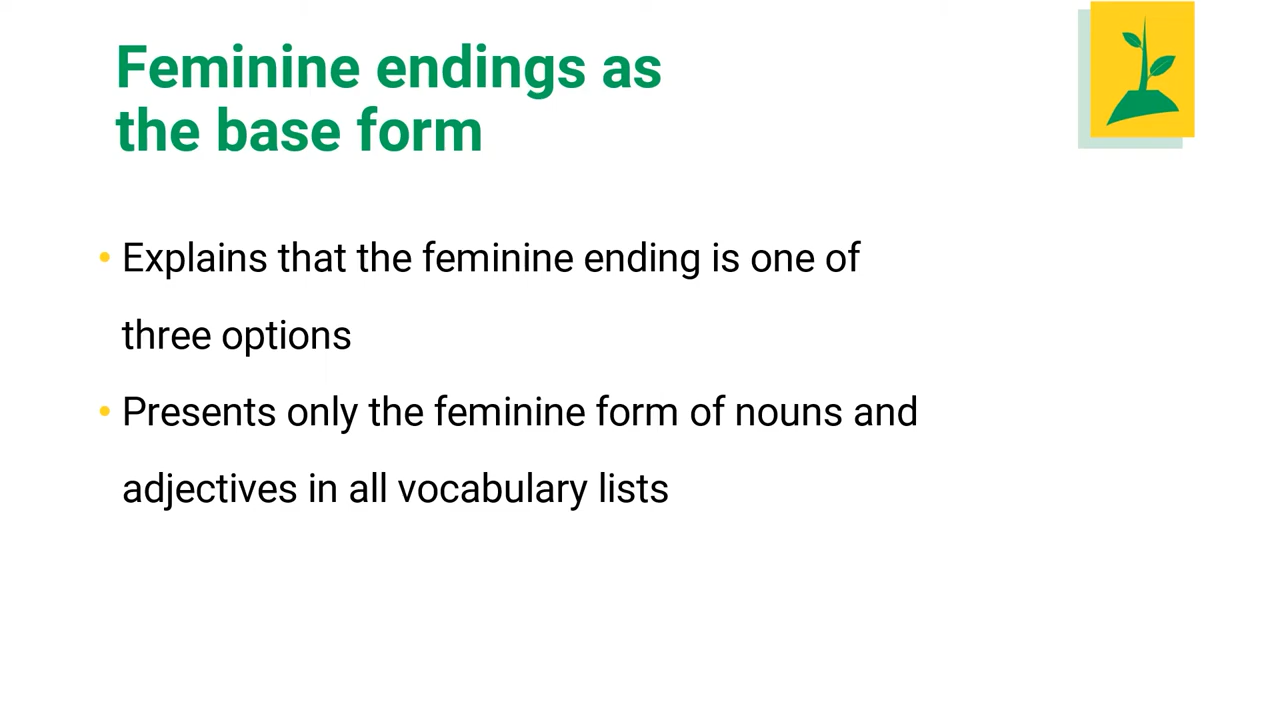 Feminine endings as
the base form
• Explains that the feminine ending is one of
three options
• Presents only the feminine form of nouns and
adjectives in all vocabulary lists